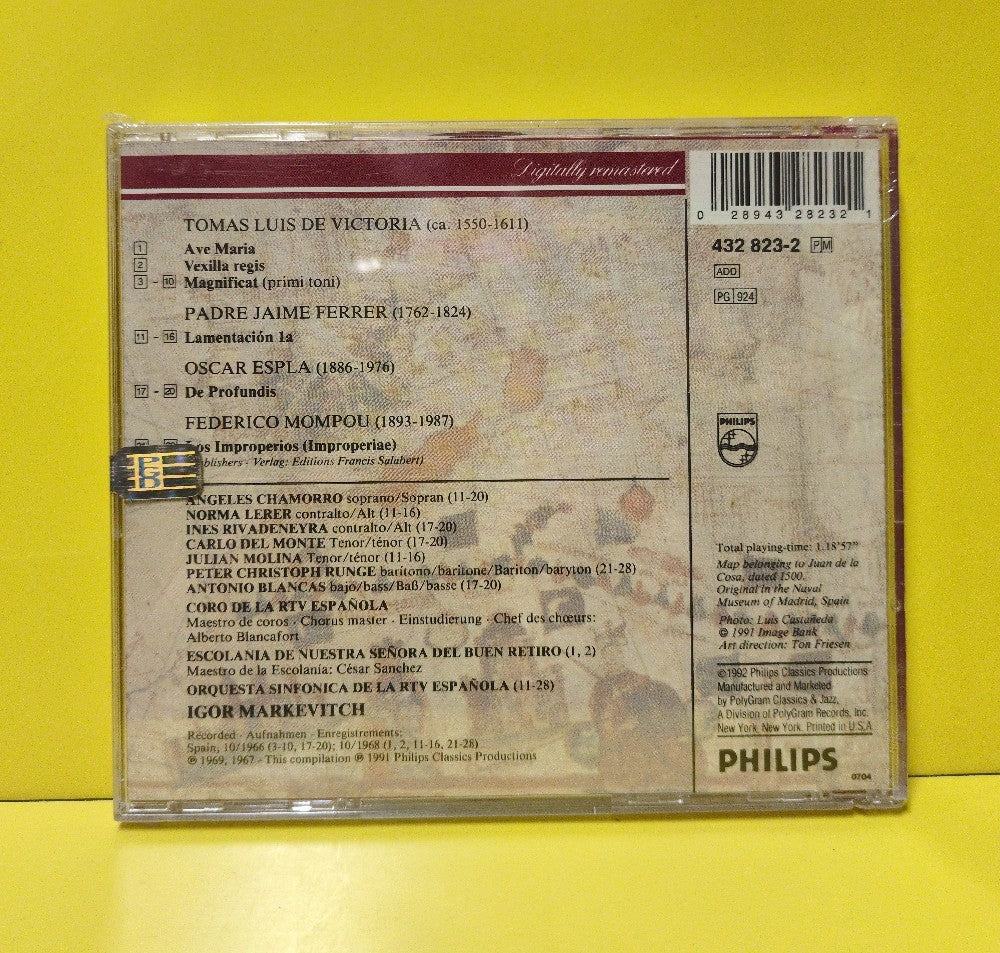 Digitally remastered
0 28943 28232 1
432 823-2 PM
ADD
PG 924
TOMAS LUIS DE VICTORIA (ca. 1550-1611)
1 Ave Maria
2 Vexilla regis
3 - 10 Magnificat (primi toni)
PADRE JAIME FERRER (1762-1824)
11 - 16 Lamentación 1a
OSCAR ESPLA (1886-1976)
17 - 20 De Profundis
FEDERICO MOMPOU (1893-1987)
Los Improperios (Improperiae)
Verlag: Editions Francis Salabert)
ANGELES CHAMORRO soprano/Sopran (11-20)
NORMA LERER contralto/Alt (11-16)
INES RIVADENEYRA contralto/Alt (17-20)
CARLO DEL MONTE Tenor/ténor (17-20)
JULIAN MOLINA Tenor/ténor (11-16)
PETER CHRISTOPH RUNGE baritono/baritone/Bariton/baryton (21-28)
ANTONIO BLANCAS bajo/bass/Baß/basse (17-20)
CORO DE LA RTV ESPAÑOLA
Maestro de coros · Chorus master · Einstudierung · Chef des chœurs:
Alberto Blancafort
ESCOLANIA DE NUESTRA SEÑORA DEL BUEN RETIRO (1, 2)
Maestro de la Escolanía: César Sanchez
ORQUESTA SINFONICA DE LA RTV ESPAÑOLA (11-28)
IGOR MARKEVITCH
Recorded · Aufnahmen · Enregistrements:
Spain, 10/1966 (3-10, 17-20); 10/1968 (1, 2, 11-16, 21-28)
℗ 1969, 1967 · This compilation ℗ 1991 Philips Classics Productions
PHILIPS
Total playing-time: 1.18'57"
Map belonging to Juan de la
Cosa, dated 1500.
Original in the Naval
Museum of Madrid, Spain
Photo: Luis Castañeda
© 1991 Image Bank
Art direction: Ton Friesen
©1992 Philips Classics Productions
Manufactured and Marketed
by PolyGram Classics & Jazz,
A Division of PolyGram Records, Inc.
New York, New York. Printed in U.S.A.
PHILIPS
0704